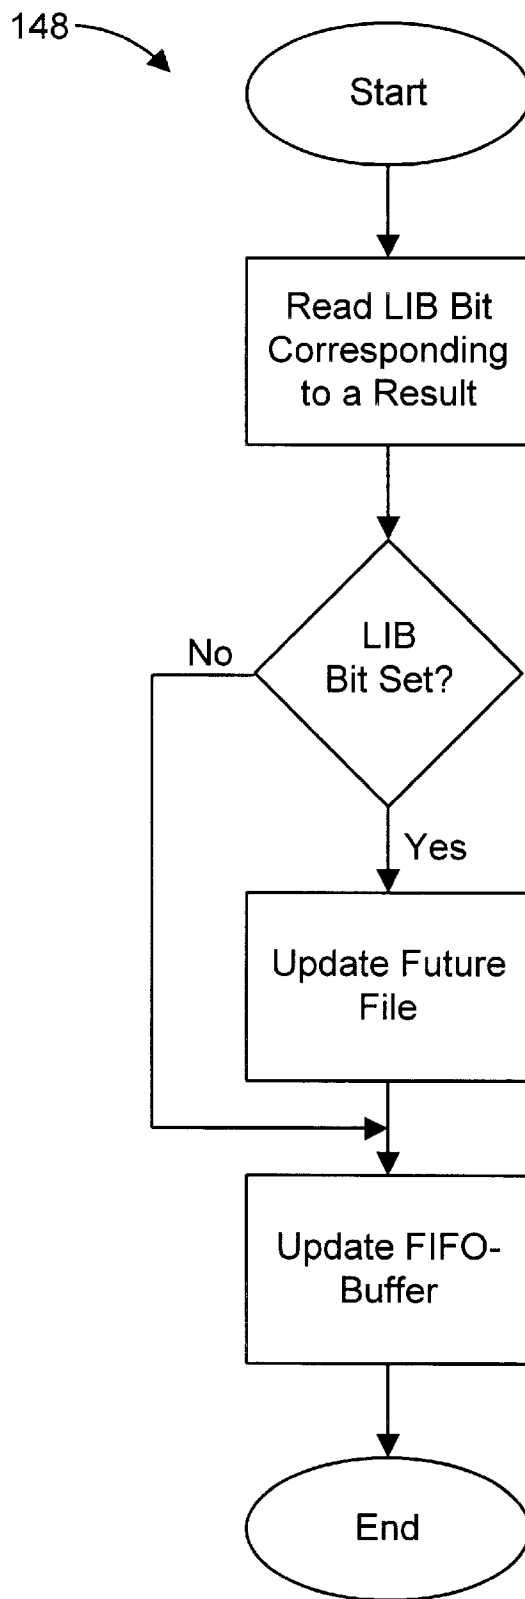 148
Start
Read LIB Bit
Corresponding
to a Result
LIB
Bit Set?
No
Yes
Update Future
File
Update FIFO-
Buffer
End